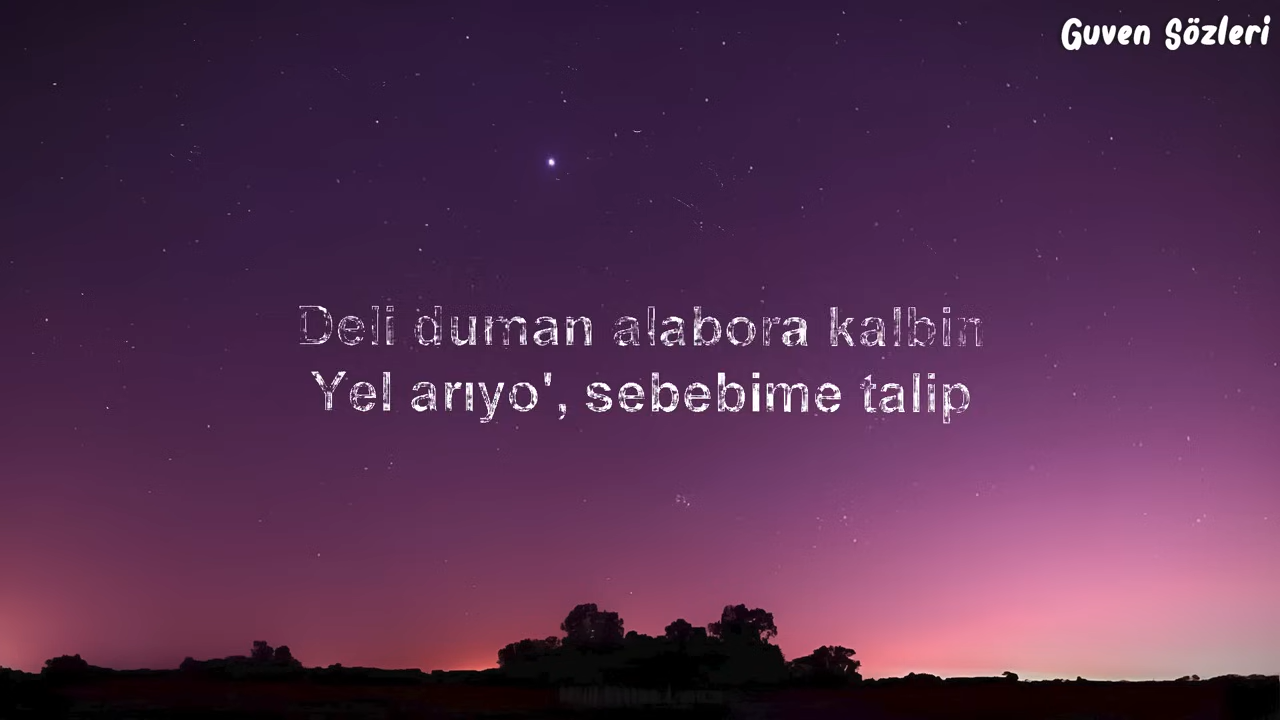 Guven Sözleri
Deli duman alabora kalbin
Yel arıyo', sebebime talip